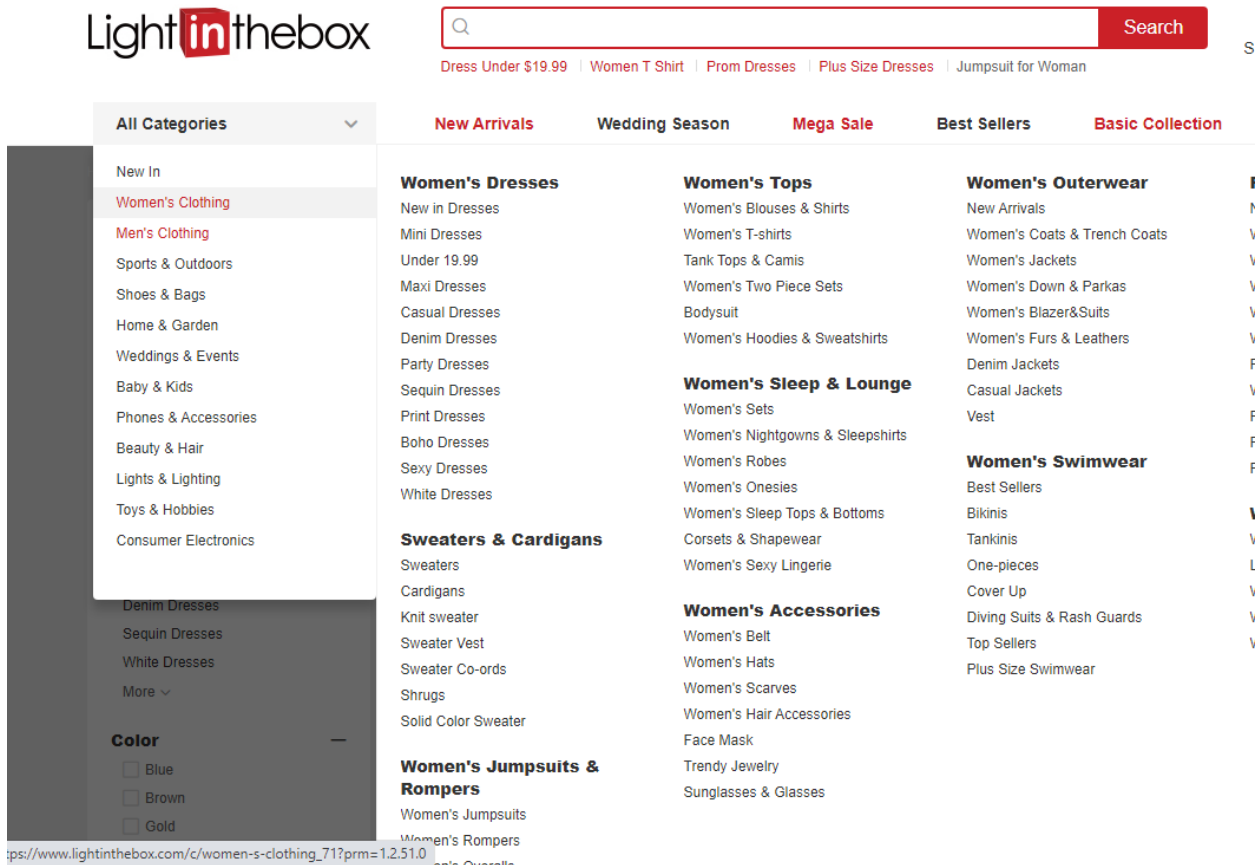 Lightinthebox
Search
S
Dress Under $19.99 Women T Shirt Prom Dresses Plus Size Dresses Jumpsuit for Woman
All Categories
New Arrivals Wedding Season Mega Sale Best Sellers Basic Collection
New In
Women's Clothing
Men's Clothing
Sports & Outdoors
Shoes & Bags
Home & Garden
Weddings & Events
Baby & Kids
Phones & Accessories
Beauty & Hair
Lights & Lighting
Toys & Hobbies
Consumer Electronics
Denim Dresses
Sequin Dresses
White Dresses
More
Color
Blue
Brown
Gold
Women's Dresses
New in Dresses
Mini Dresses
Under 19.99
Maxi Dresses
Casual Dresses
Denim Dresses
Party Dresses
Sequin Dresses
Print Dresses
Boho Dresses
Sexy Dresses
White Dresses
Sweaters & Cardigans
Sweaters
Cardigans
Knit sweater
Sweater Vest
Sweater Co-ords
Shrugs
Solid Color Sweater
Women's Jumpsuits &
Rompers
Women's Jumpsuits
Women's Rompers
Women's Tops
Women's Blouses & Shirts
Women's T-shirts
Tank Tops & Camis
Women's Two Piece Sets
Bodysuit
Women's Hoodies & Sweatshirts
Women's Sleep & Lounge
Women's Sets
Women's Nightgowns & Sleepshirts
Women's Robes
Women's Onesies
Women's Sleep Tops & Bottoms
Corsets & Shapewear
Women's Sexy Lingerie
Women's Accessories
Women's Belt
Women's Hats
Women's Scarves
Women's Hair Accessories
Face Mask
Trendy Jewelry
Sunglasses & Glasses
Women's Outerwear
New Arrivals
Women's Coats & Trench Coats
Women's Jackets
Women's Down & Parkas
Women's Blazer&Suits
Women's Furs & Leathers
Denim Jackets
Casual Jackets
Vest
Women's Swimwear
Best Sellers
Bikinis
Tankinis
One-pieces
Cover Up
Diving Suits & Rash Guards
Top Sellers
Plus Size Swimwear
tps://www.lightinthebox.com/c/women-s-clothing_71?prm=1.2.51.0